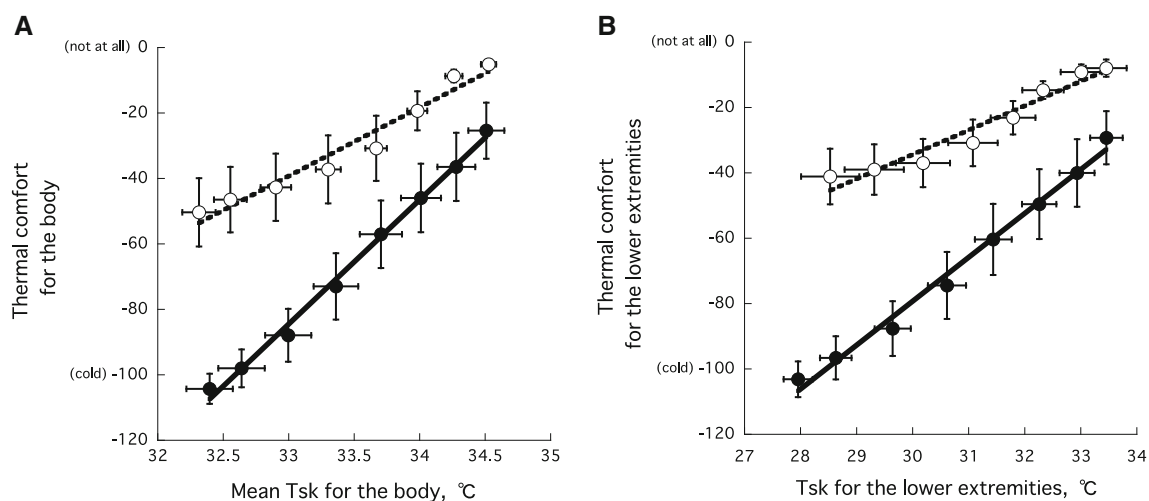 A
(not at all) 0
-20
-40
-60
-80
(cold) -100
-120
32 32.5 33 33.5 34 34.5 35
Mean Tsk for the body, ℃
Thermal comfort
for the body
B
(not at all) 0
-20
-40
-60
-80
(cold) -100
-120
27 28 29 30 31 32 33 34
Tsk for the lower extremities, ℃
Thermal comfort
for the lower extremities